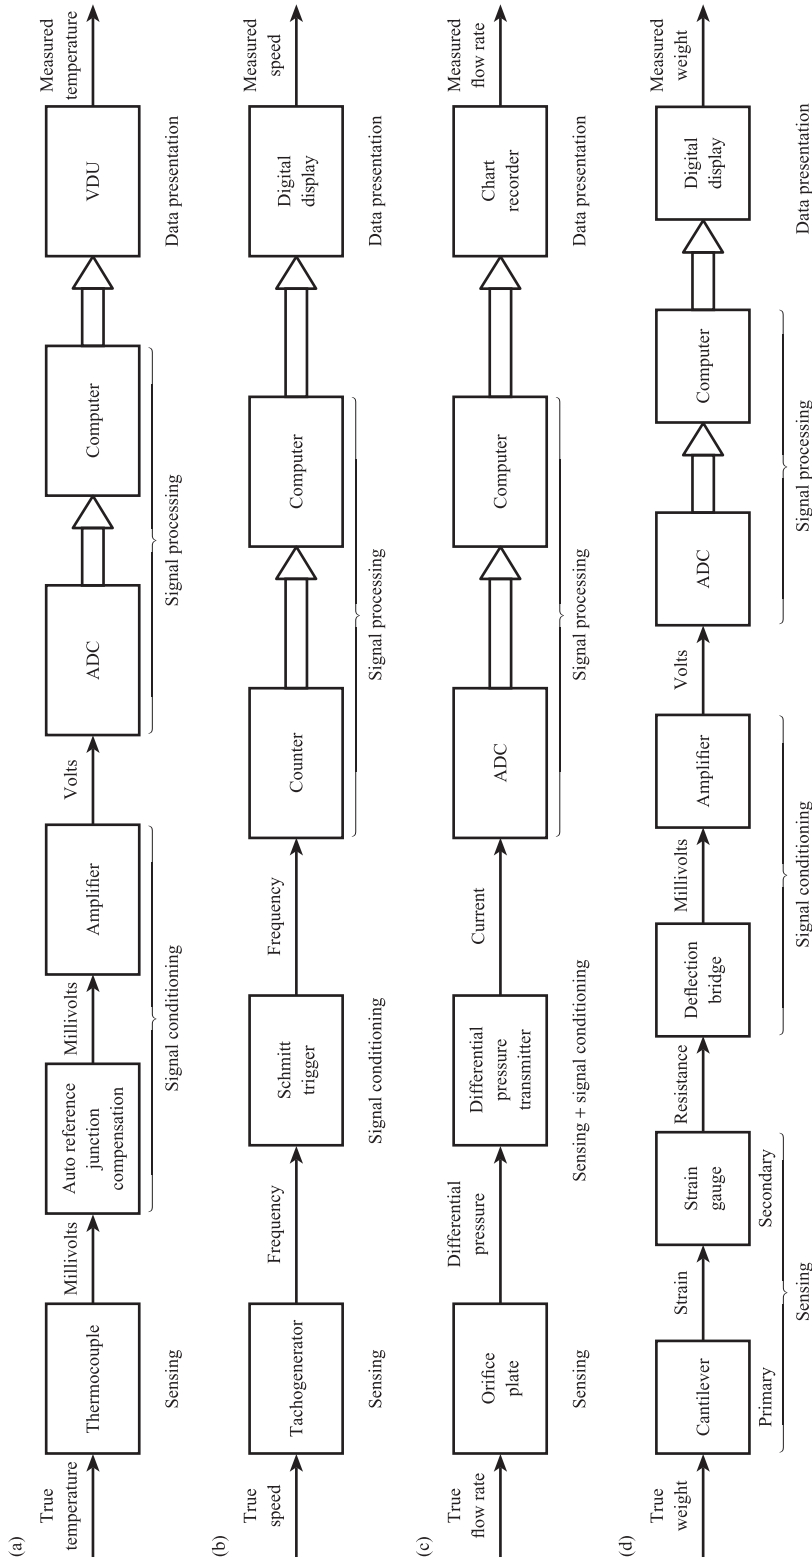 (a)
True
temperature
Thermocouple
Sensing
Millivolts
Auto reference
junction
compensation
Millivolts
Amplifier
Signal conditioning
Volts
ADC
Computer
Signal processing
VDU
Data presentation
Measured
temperature
(b)
True
speed
Tachogenerator
Sensing
Frequency
Schmitt
trigger
Signal conditioning
Frequency
Counter
Computer
Signal processing
Digital
display
Data presentation
Measured
speed
(c)
True
flow rate
Orifice
plate
Sensing
Differential
pressure
Differential
pressure
transmitter
Sensing + signal conditioning
Current
ADC
Computer
Signal processing
Chart
recorder
Data presentation
Measured
flow rate
(d)
True
weight
Cantilever
Primary
Strain
Strain
gauge
Secondary
Sensing
Resistance
Deflection
bridge
Millivolts
Amplifier
Signal conditioning
Volts
ADC
Computer
Signal processing
Digital
display
Data presentation
Measured
weight